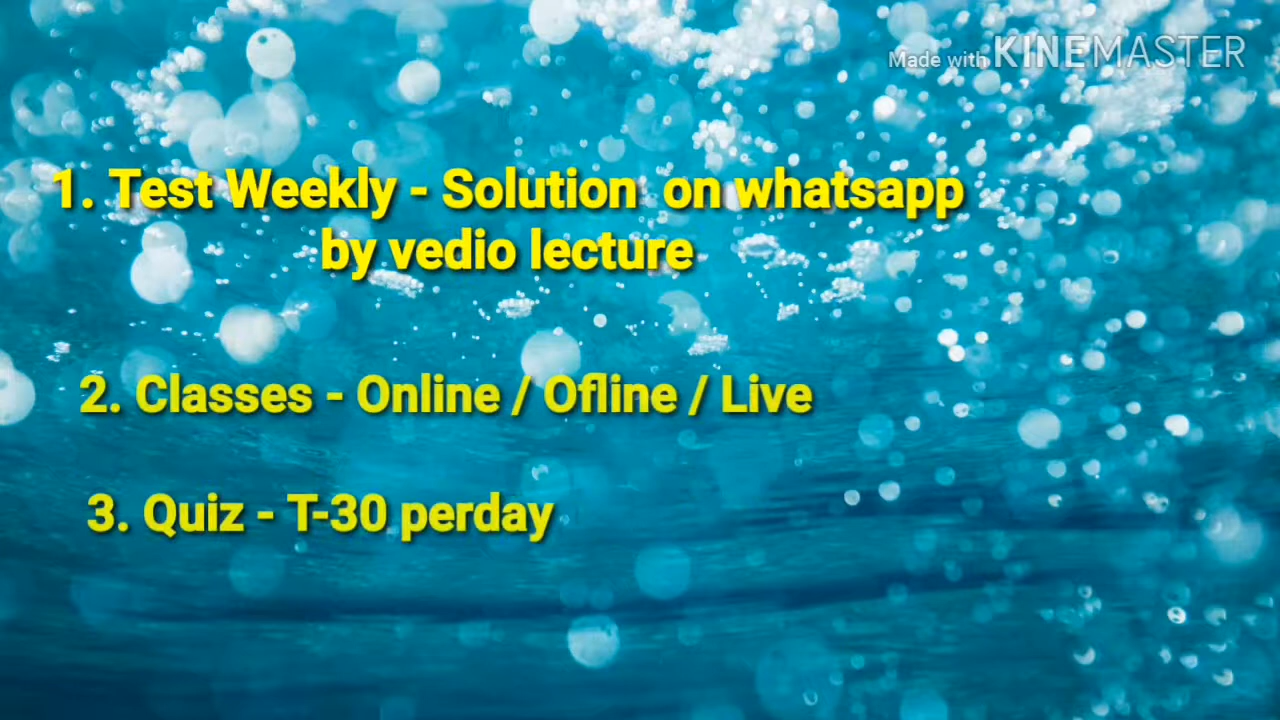 Made with KINEMASTER
1. Test Weekly - Solution on whatsapp
by vedio lecture
2. Classes - Online / Ofline / Live
3. Quiz - T-30 perday